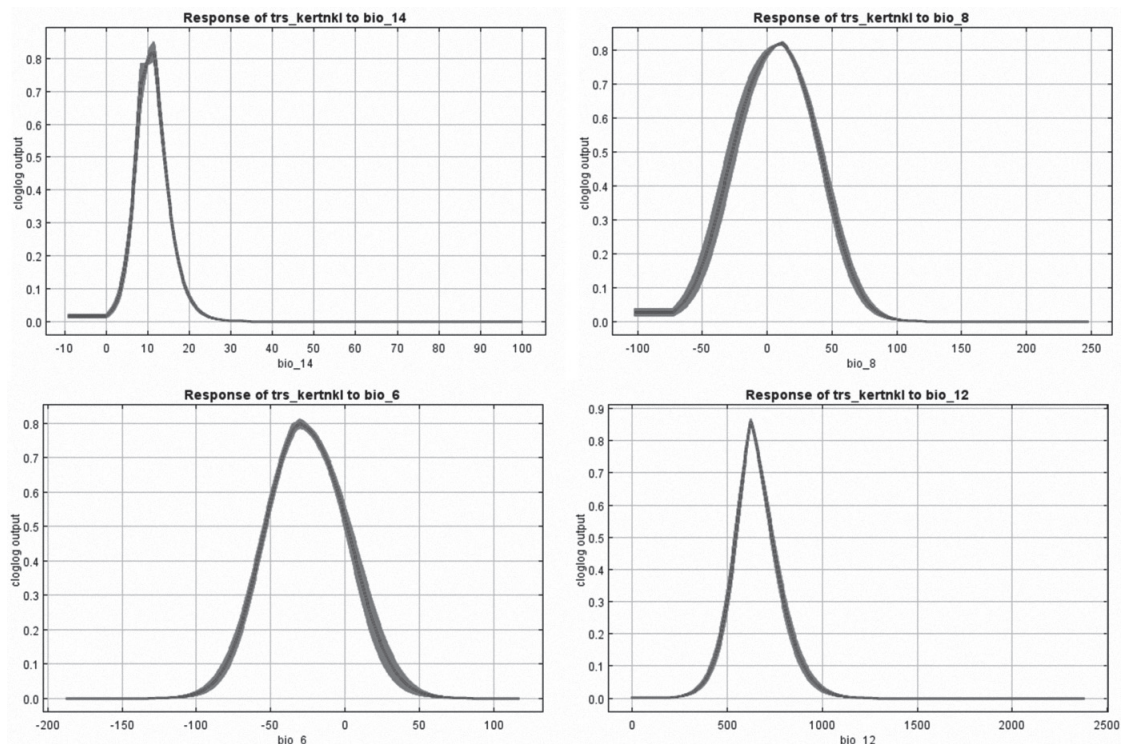 Response of trs_kertnkl to bio_14
cloglog output
0.8
0.7
0.6
0.5
0.4
0.3
0.2
0.1
0.0
-10 0 10 20 30 40 50 60 70 80 90 100
bio_14
Response of trs_kertnkl to bio_8
cloglog output
0.8
0.7
0.6
0.5
0.4
0.3
0.2
0.1
0.0
-100 -50 0 50 100 150 200 250
bio_8
Response of trs_kertnkl to bio_6
cloglog output
0.8
0.7
0.6
0.5
0.4
0.3
0.2
0.1
0.0
-200 -150 -100 -50 0 50 100
bio_6
Response of trs_kertnkl to bio_12
cloglog output
0.9
0.8
0.7
0.6
0.5
0.4
0.3
0.2
0.1
0.0
0 500 1000 1500 2000 2500
bio_12